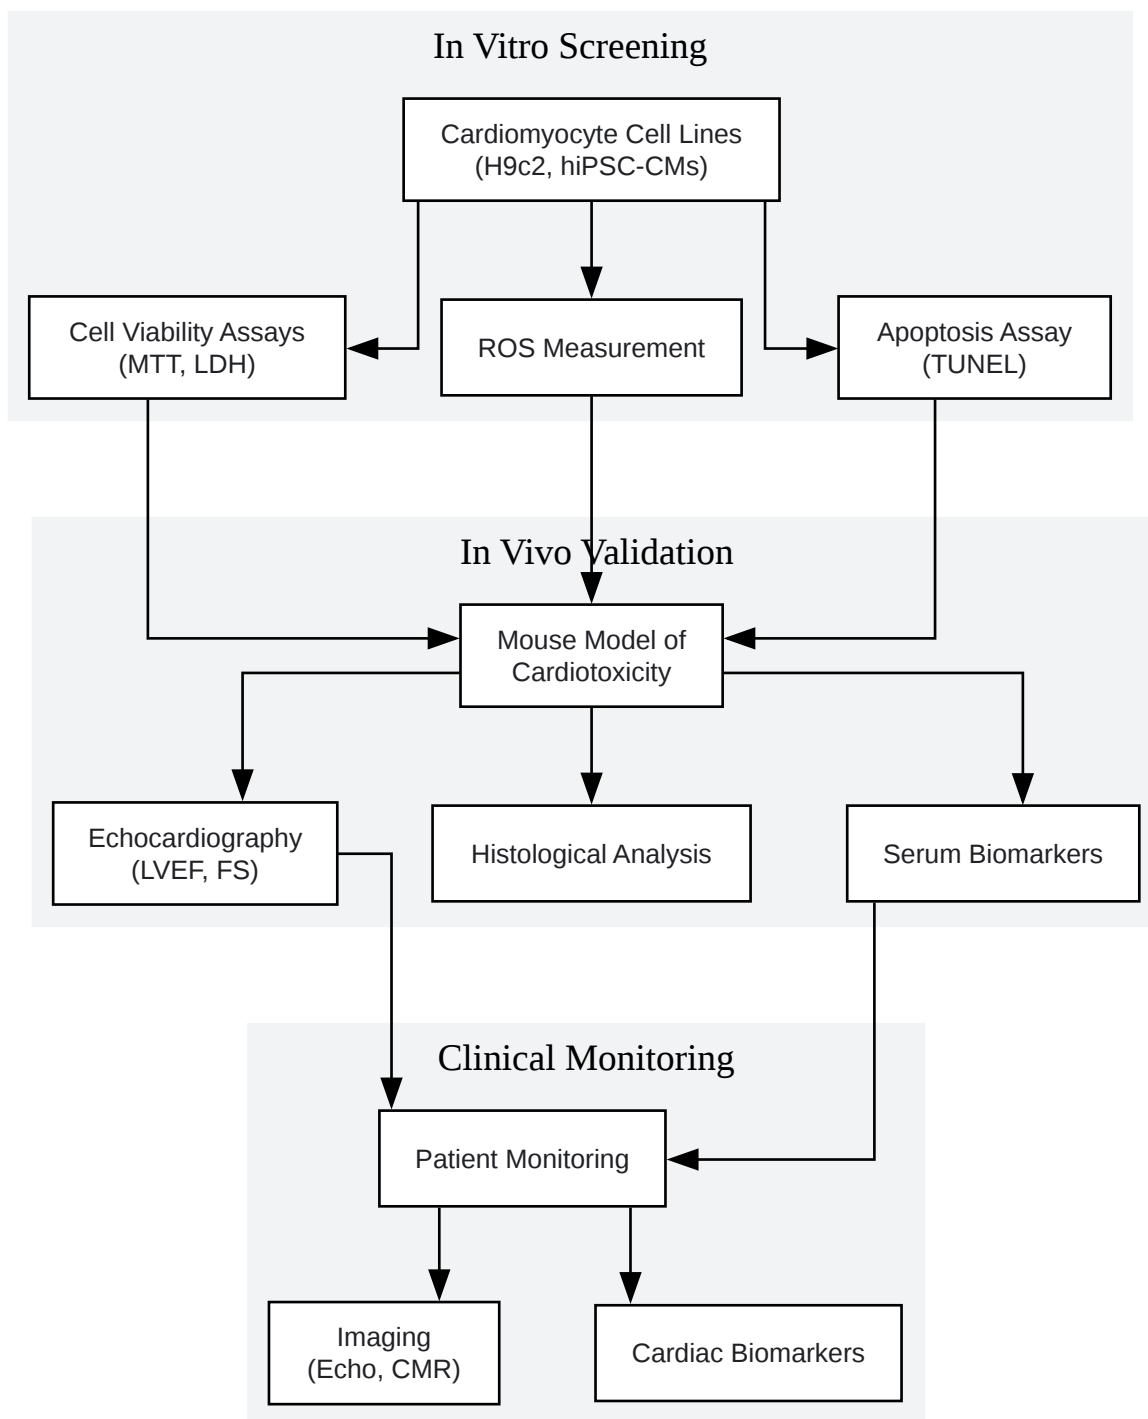 In Vitro Screening
Cardiomyocyte Cell Lines
(H9c2, hiPSC-CMs)
Cell Viability Assays
(MTT, LDH)
ROS Measurement
Apoptosis Assay
(TUNEL)
In Vivo Validation
Mouse Model of
Cardiotoxicity
Echocardiography
(LVEF, FS)
Histological Analysis
Serum Biomarkers
Clinical Monitoring
Patient Monitoring
Imaging
(Echo, CMR)
Cardiac Biomarkers